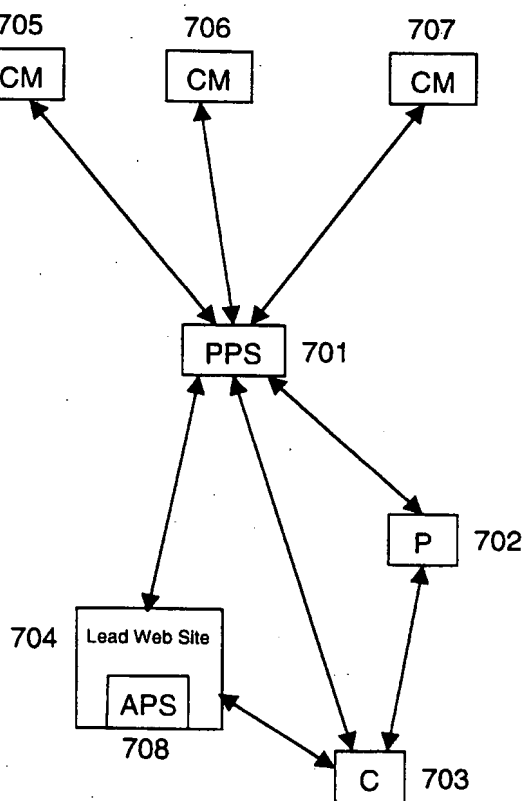 705
706
707
CM
CM
CM
PPS
701
P
702
704
Lead Web Site
APS
708
C
703